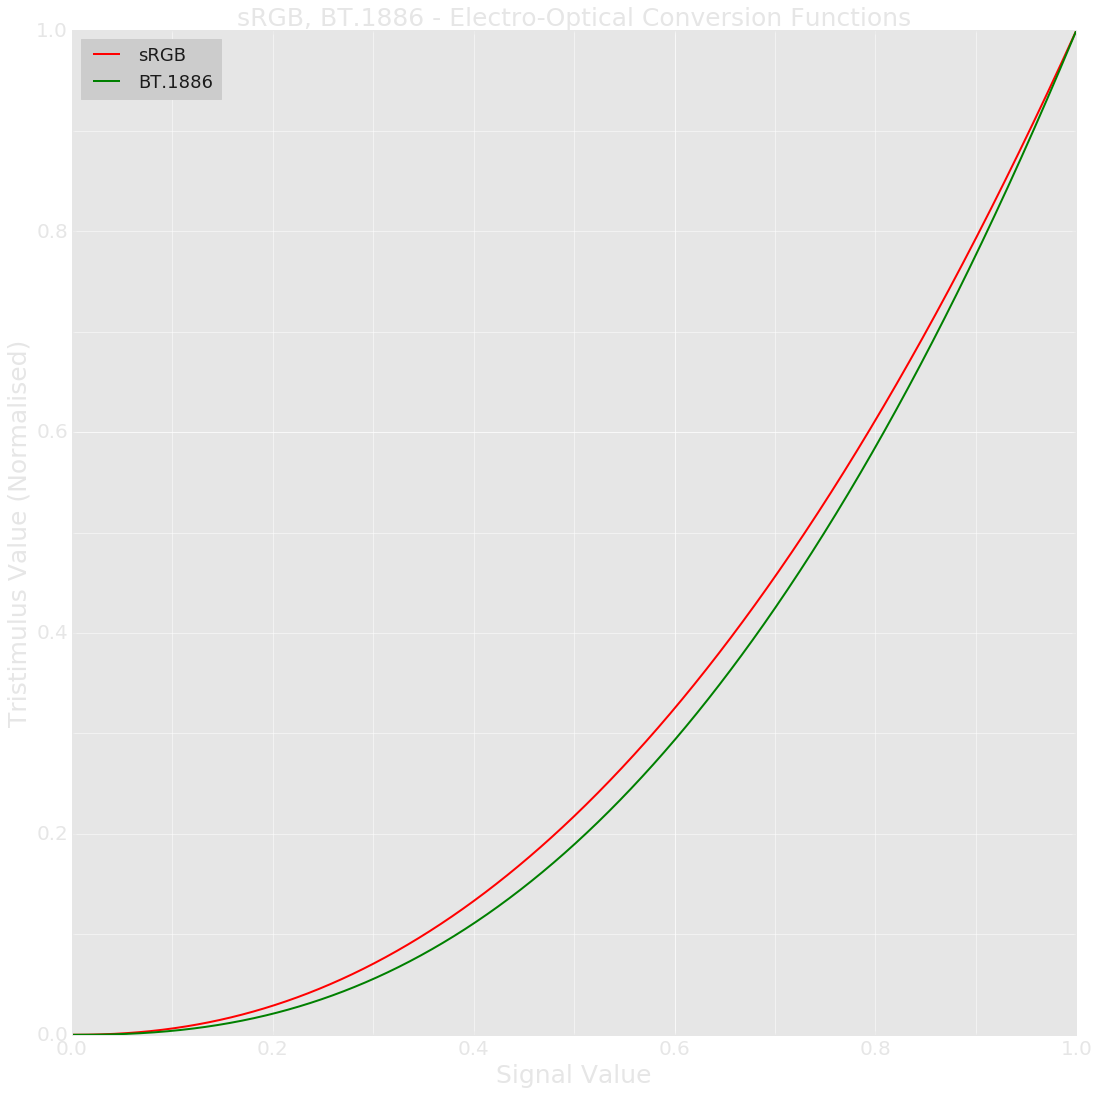 sRGB, BT.1886 - Electro-Optical Conversion Functions
sRGB
BT.1886
Tristimulus Value (Normalised)
1.0
0.8
0.6
0.4
0.2
0.0
0.0 0.2 0.4 0.6 0.8 1.0
Signal Value